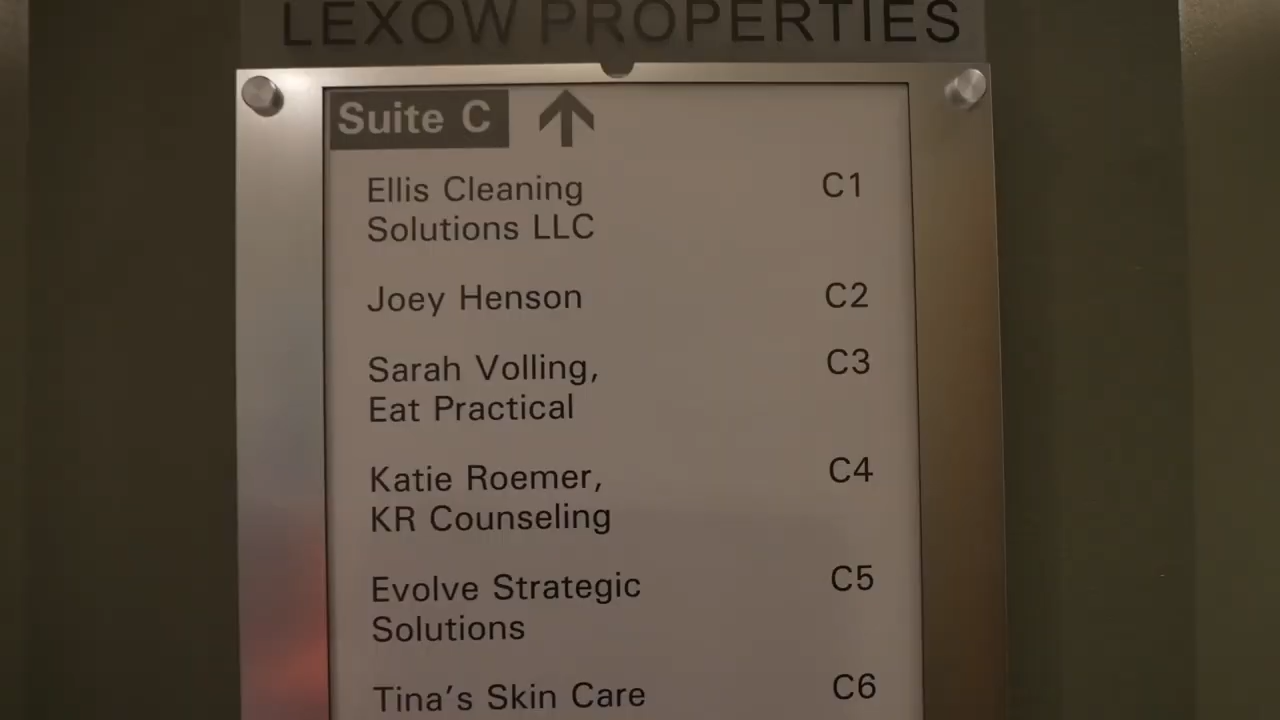 LEXOW PROPERTIES
Suite C ↑
Ellis Cleaning C1
Solutions LLC
Joey Henson C2
Sarah Volling, C3
Eat Practical
Katie Roemer, C4
KR Counseling
Evolve Strategic C5
Solutions
Tina's Skin Care C6